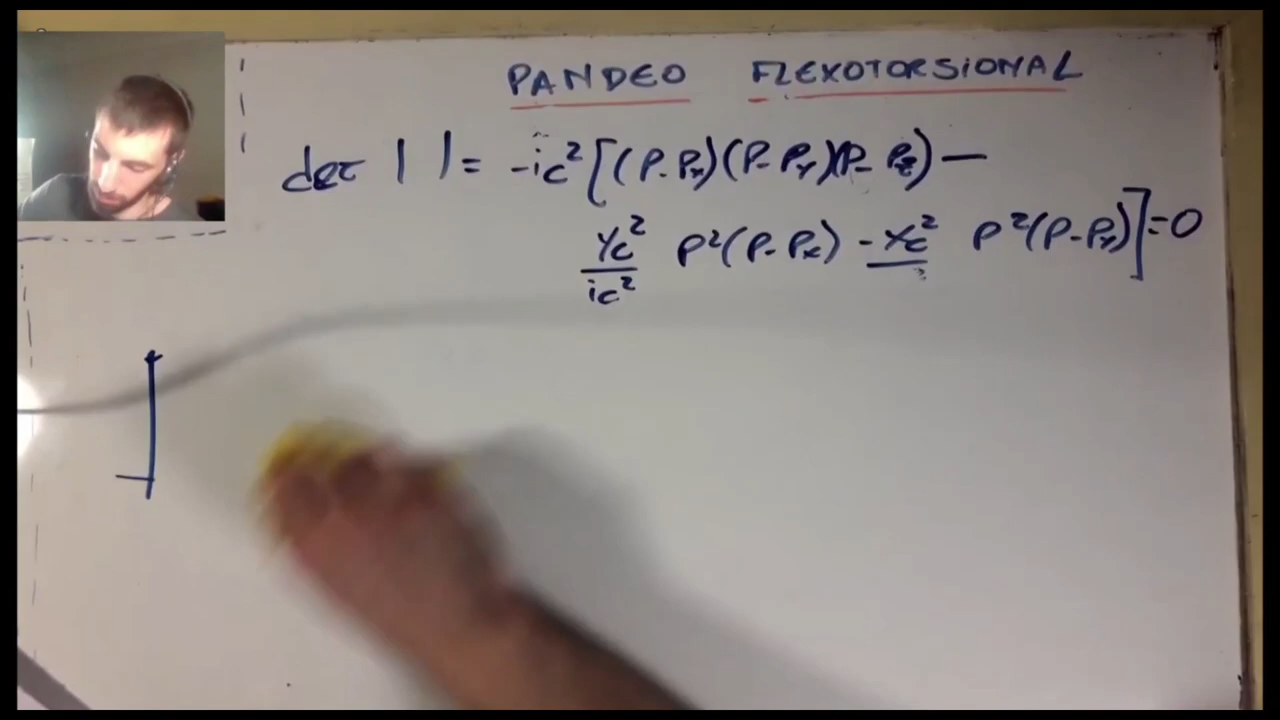 PANDEO FLEXOTORSIONAL
det | | = -ic² [(P-Px)(P-Py)(P-Pz) —
yc²/ic² P²(P-Px) - xc² P²(P-Py)] = 0